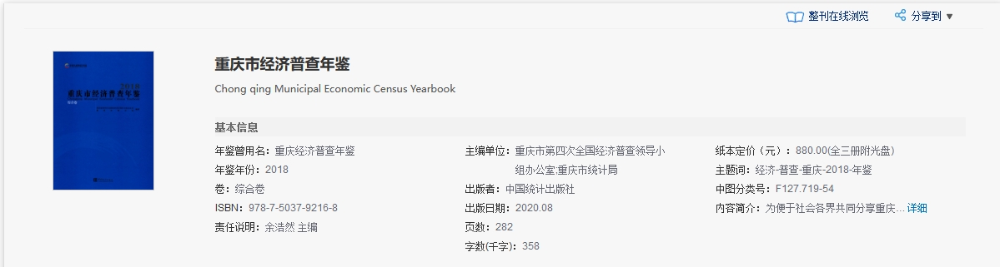 整刊在线浏览 分享到 ▼
重庆市经济普查年鉴
Chong qing Municipal Economic Census Yearbook
2018
重庆市经济普查年鉴
综合卷
基本信息
年鉴曾用名：重庆经济普查年鉴
年鉴年份：2018
卷：综合卷
ISBN：978-7-5037-9216-8
责任说明：余浩然 主编
主编单位：重庆市第四次全国经济普查领导小
组办公室;重庆市统计局
出版者：中国统计出版社
出版日期：2020.08
页数：282
字数(千字)：358
纸本定价（元）：880.00(全三册附光盘)
主题词：经济-普查-重庆-2018-年鉴
中图分类号：F127.719-54
内容简介：为便于社会各界共同分享重庆... 详细